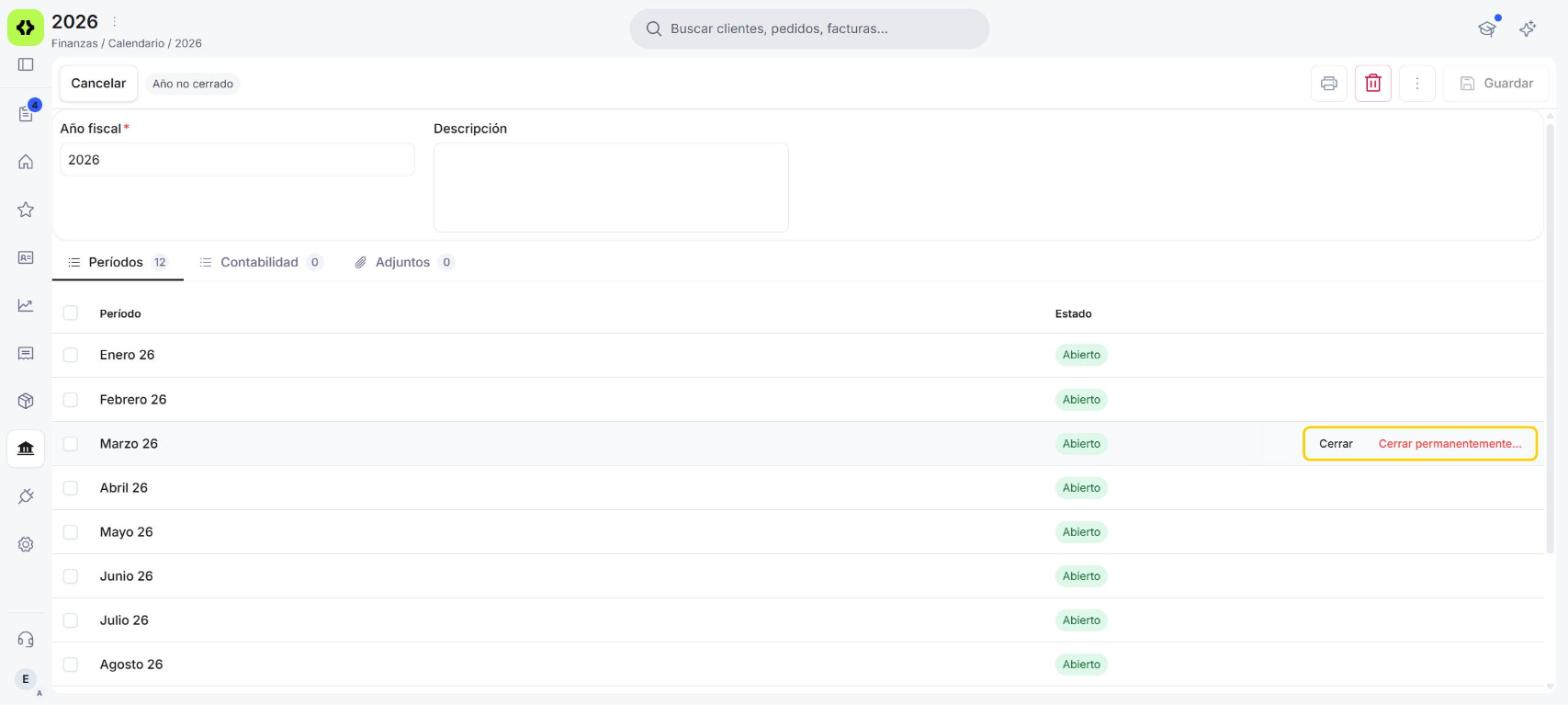 2026
Finanzas / Calendario / 2026
Buscar clientes, pedidos, facturas...
Cancelar
Año no cerrado
Guardar
4
Año fiscal*
Descripción
2026
Períodos 12
Contabilidad 0
Adjuntos 0
Período
Estado
Enero 26
Abierto
Febrero 26
Abierto
Marzo 26
Abierto
Cerrar
Cerrar permanentemente...
Abril 26
Abierto
Mayo 26
Abierto
Junio 26
Abierto
Julio 26
Abierto
Agosto 26
Abierto
E
A